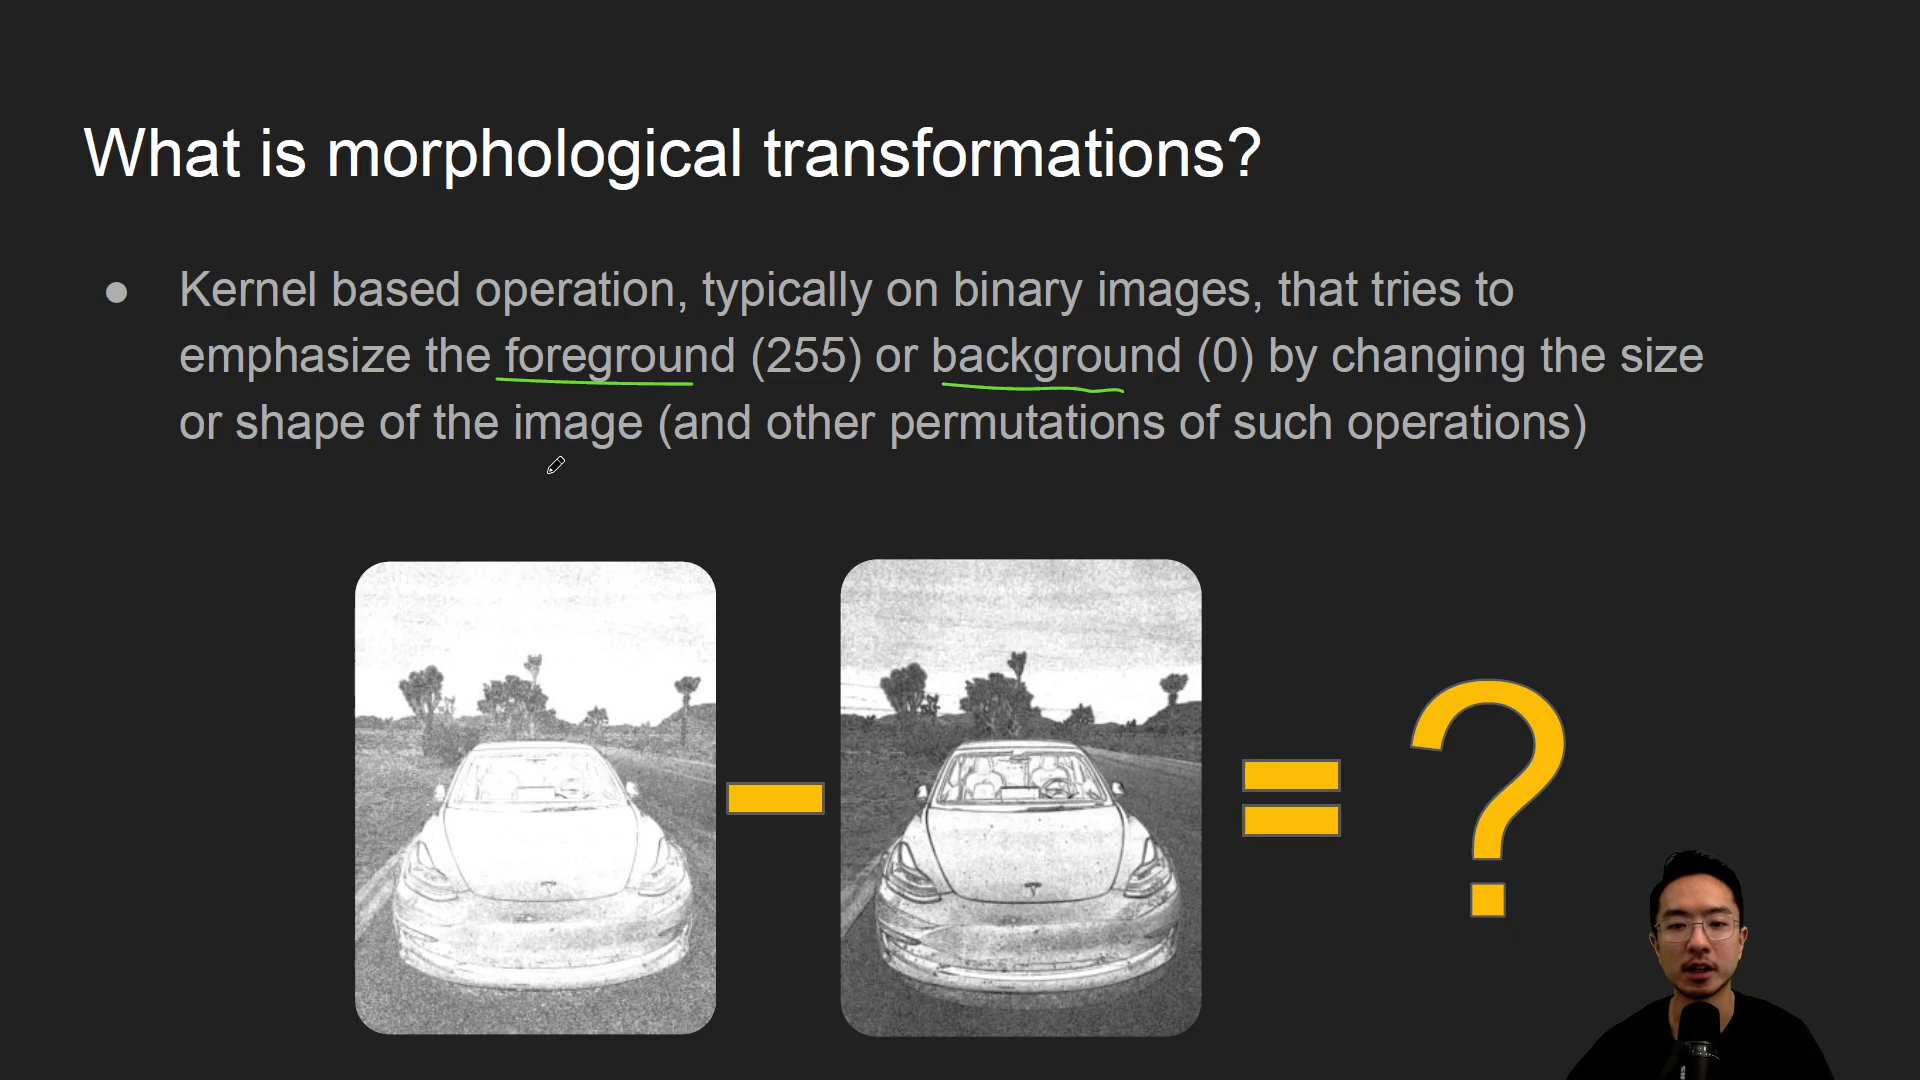 What is morphological transformations?
● Kernel based operation, typically on binary images, that tries to
emphasize the foreground (255) or background (0) by changing the size
or shape of the image (and other permutations of such operations)
- = ?